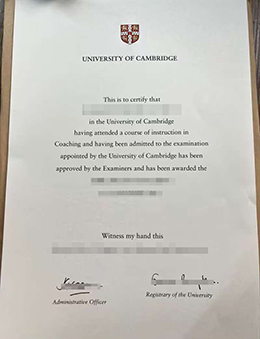 UNIVERSITY OF CAMBRIDGE
This is to certify that
in the University of Cambridge
having attended a course of instruction in
Coaching and having been admitted to the examination
appointed by the University of Cambridge has been
approved by the Examiners and has been awarded the
Witness my hand this
Administrative Officer
Registrary of the University